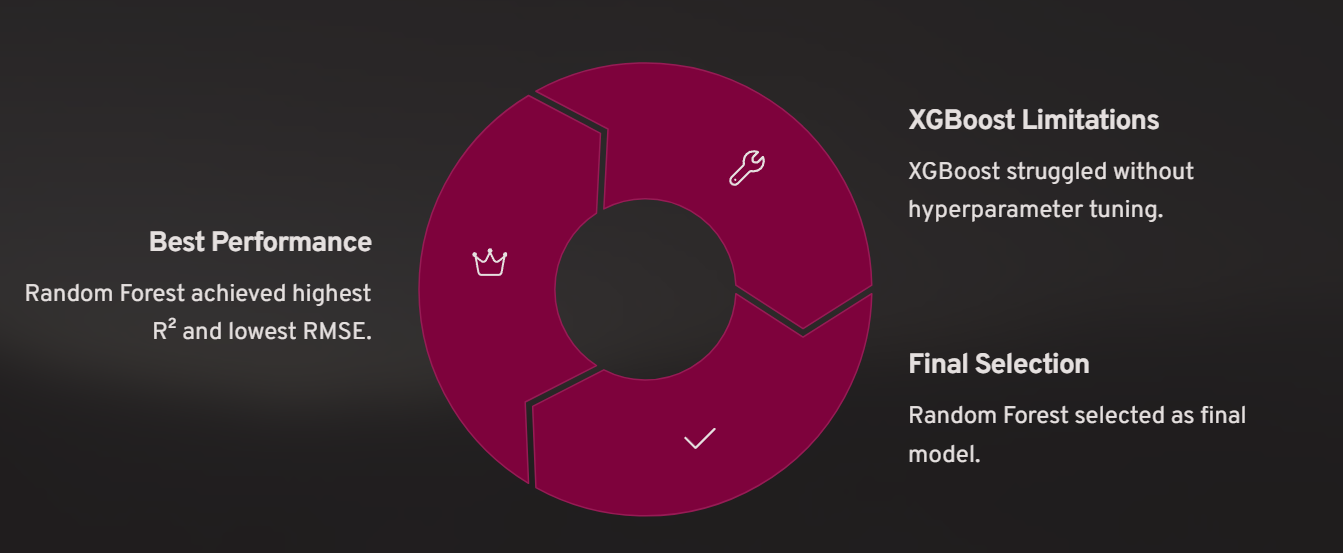 XGBoost Limitations
XGBoost struggled without
hyperparameter tuning.
Best Performance
Random Forest achieved highest
R² and lowest RMSE.
Final Selection
Random Forest selected as final
model.